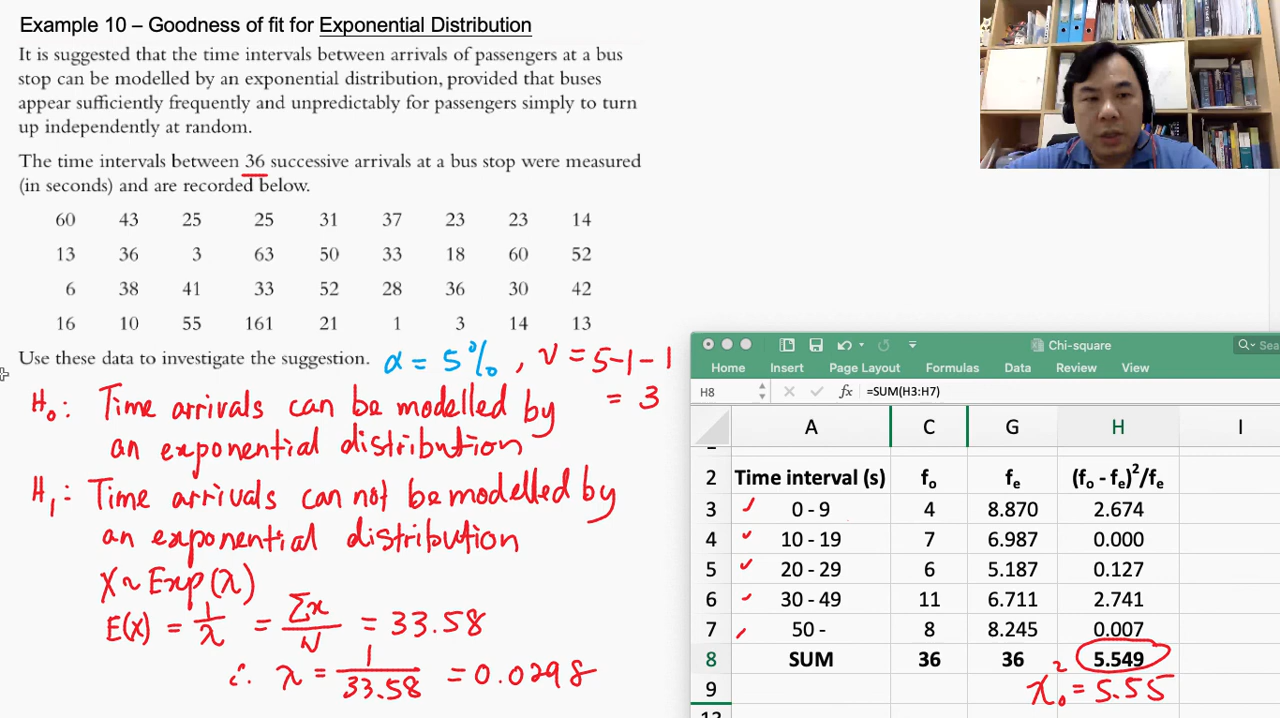 Example 10 – Goodness of fit for Exponential Distribution
It is suggested that the time intervals between arrivals of passengers at a bus
stop can be modelled by an exponential distribution, provided that buses
appear sufficiently frequently and unpredictably for passengers simply to turn
up independently at random.
The time intervals between 36 successive arrivals at a bus stop were measured
(in seconds) and are recorded below.
60 43 25 25 31 37 23 23 14
13 36 3 63 50 33 18 60 52
6 38 41 33 52 28 36 30 42
16 10 55 161 21 1 3 14 13
Use these data to investigate the suggestion. α = 5%, ν = 5-1-1
= 3
H₀: Time arrivals can be modelled by
an exponential distribution
H₁: Time arrivals can not be modelled by
an exponential distribution
X ~ Exp(λ)
E(x) = 1/λ = Σx/N = 33.58
∴ λ = 1/33.58 = 0.0298
Chi-square
Sea
Home Insert Page Layout Formulas Data Review View
H8 fx =SUM(H3:H7)
A C G H I
2 Time interval (s) fₒ fₑ (fₒ - fₑ)²/fₑ
3 0 - 9 4 8.870 2.674
4 10 - 19 7 6.987 0.000
5 20 - 29 6 5.187 0.127
6 30 - 49 11 6.711 2.741
7 50 - 8 8.245 0.007
8 SUM 36 36 5.549
9 χ₀² = 5.55